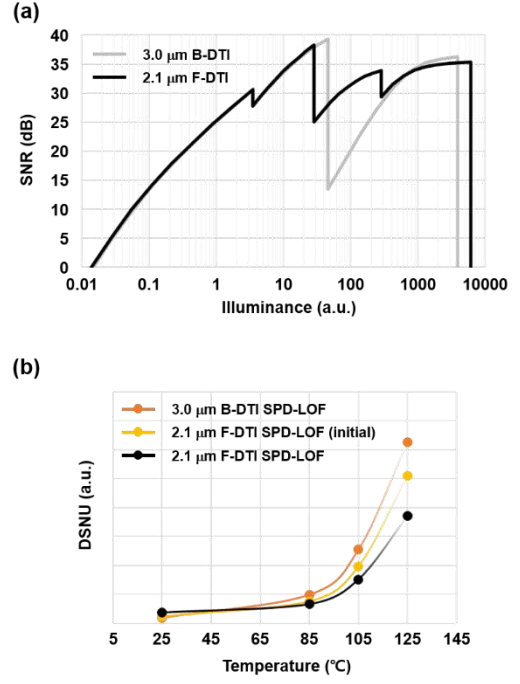 (a)
40
35
30
25
20
15
10
5
0
SNR (dB)
3.0 μm B-DTI
2.1 μm F-DTI
0.01 0.1 1 10 100 1000 10000
Illuminance (a.u.)
(b)
3.0 μm B-DTI SPD-LOF
2.1 μm F-DTI SPD-LOF (initial)
2.1 μm F-DTI SPD-LOF
DSNU (a.u.)
5 25 45 65 85 105 125 145
Temperature (℃)